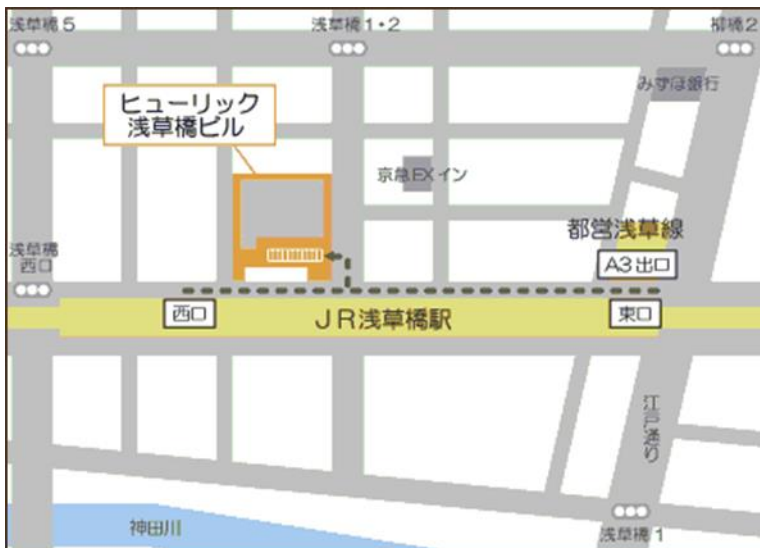 浅草橋5
浅草橋1・2
柳橋2
みずほ銀行
ヒューリック
浅草橋ビル
京急EXイン
都営浅草線
A3出口
浅草橋
西口
西口
JR浅草橋駅
東口
江戸通り
神田川
浅草橋1